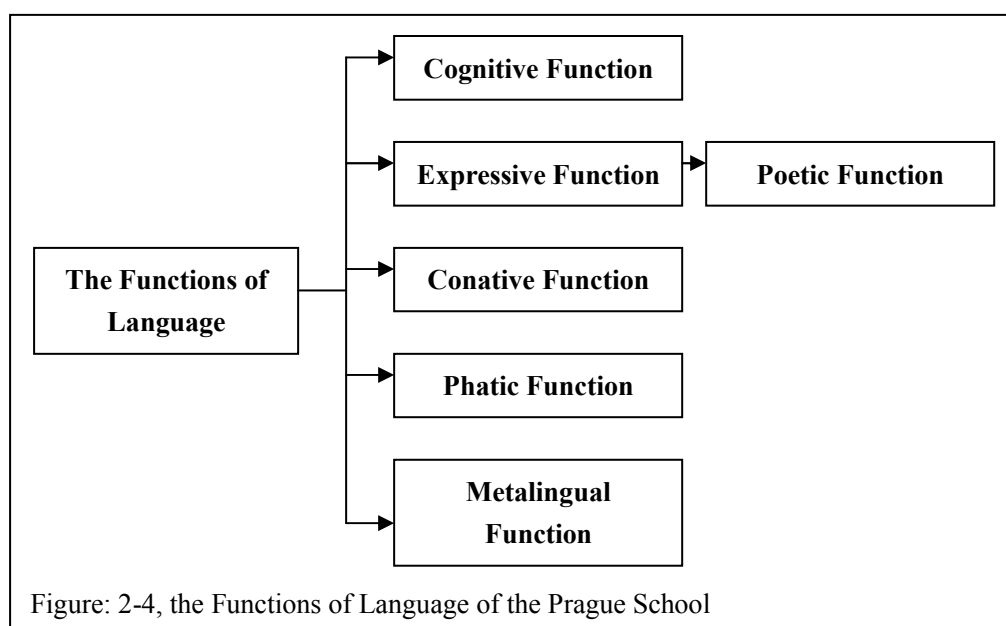 Cognitive Function
Expressive Function
Poetic Function
The Functions of
Language
Conative Function
Phatic Function
Metalingual
Function
Figure: 2-4, the Functions of Language of the Prague School